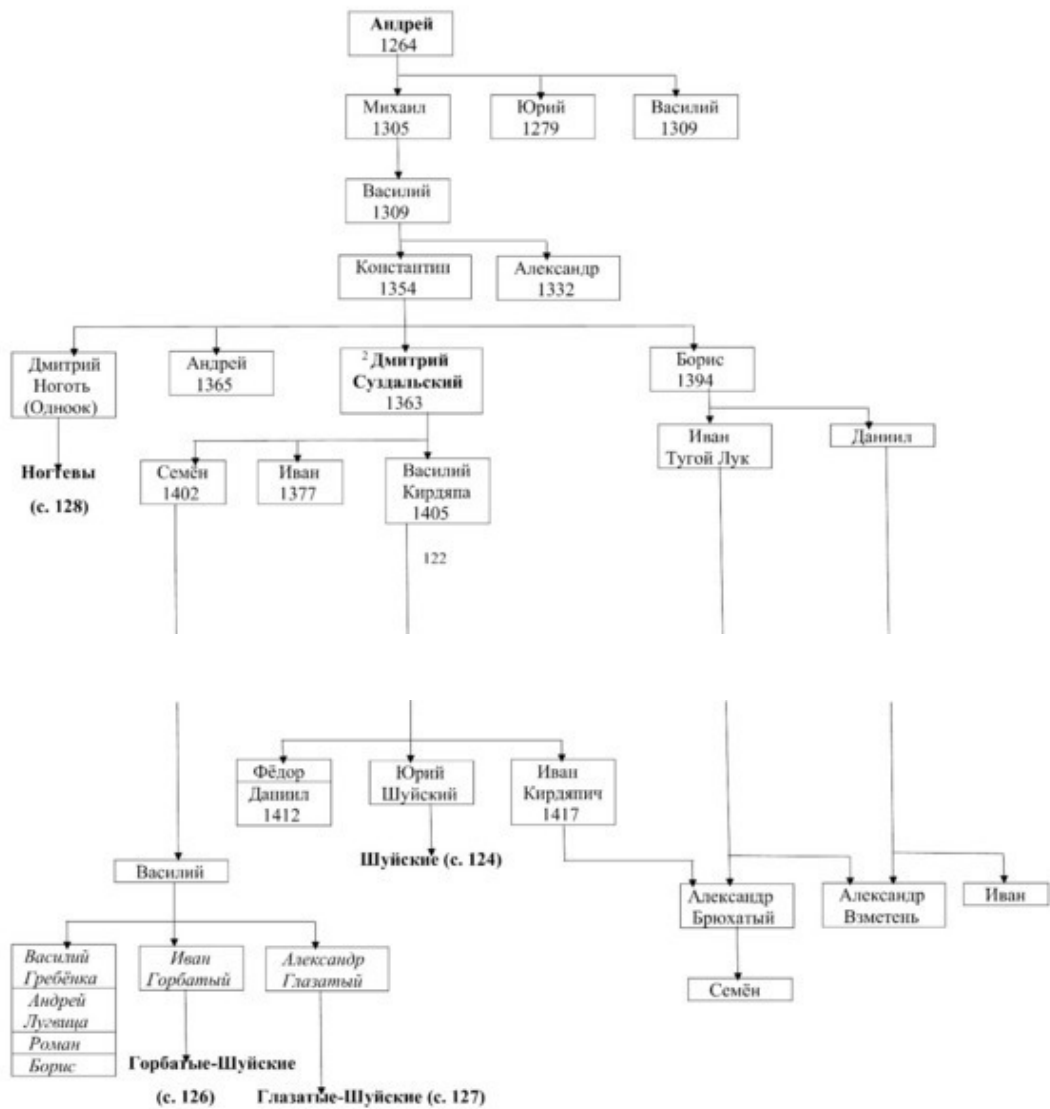 Андрей
1264
Михаил
1305
Юрий
1279
Василий
1309
Василий
1309
Константин
1354
Александр
1332
Дмитрий
Ноготь
(Одноок)
Андрей
1365
2 Дмитрий
Суздальский
1363
Борис
1394
Иван
Тугой Лук
Даниил
Ногтевы
(с. 128)
Семён
1402
Иван
1377
Василий
Кирдяпа
1405
122
Фёдор
Даниил
1412
Юрий
Шуйский
Иван
Кирдяпич
1417
Шуйские (с. 124)
Василий
Александр
Брюхатый
Александр
Взметень
Иван
Семён
Василий
Гребёнка
Андрей
Лугвица
Роман
Борис
Иван
Горбатый
Александр
Глазатый
Горбатые-Шуйские
(с. 126)
Глазатые-Шуйские (с. 127)